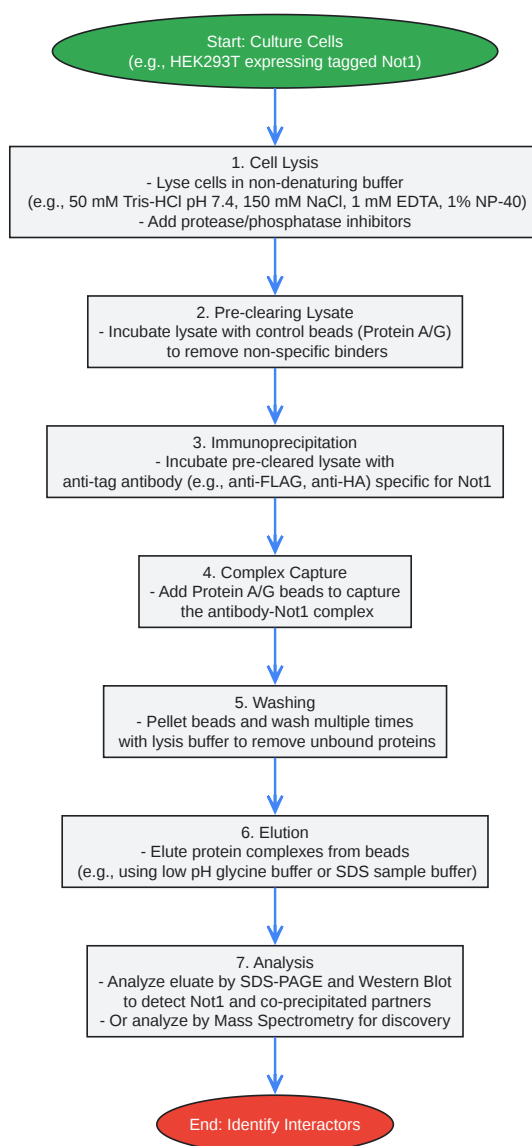 Start: Culture Cells
(e.g., HEK293T expressing tagged Not1)
1. Cell Lysis
- Lyse cells in non-denaturing buffer
(e.g., 50 mM Tris-HCl pH 7.4, 150 mM NaCl, 1 mM EDTA, 1% NP-40)
- Add protease/phosphatase inhibitors
2. Pre-clearing Lysate
- Incubate lysate with control beads (Protein A/G)
to remove non-specific binders
3. Immunoprecipitation
- Incubate pre-cleared lysate with
anti-tag antibody (e.g., anti-FLAG, anti-HA) specific for Not1
4. Complex Capture
- Add Protein A/G beads to capture
the antibody-Not1 complex
5. Washing
- Pellet beads and wash multiple times
with lysis buffer to remove unbound proteins
6. Elution
- Elute protein complexes from beads
(e.g., using low pH glycine buffer or SDS sample buffer)
7. Analysis
- Analyze eluate by SDS-PAGE and Western Blot
to detect Not1 and co-precipitated partners
- Or analyze by Mass Spectrometry for discovery
End: Identify Interactors